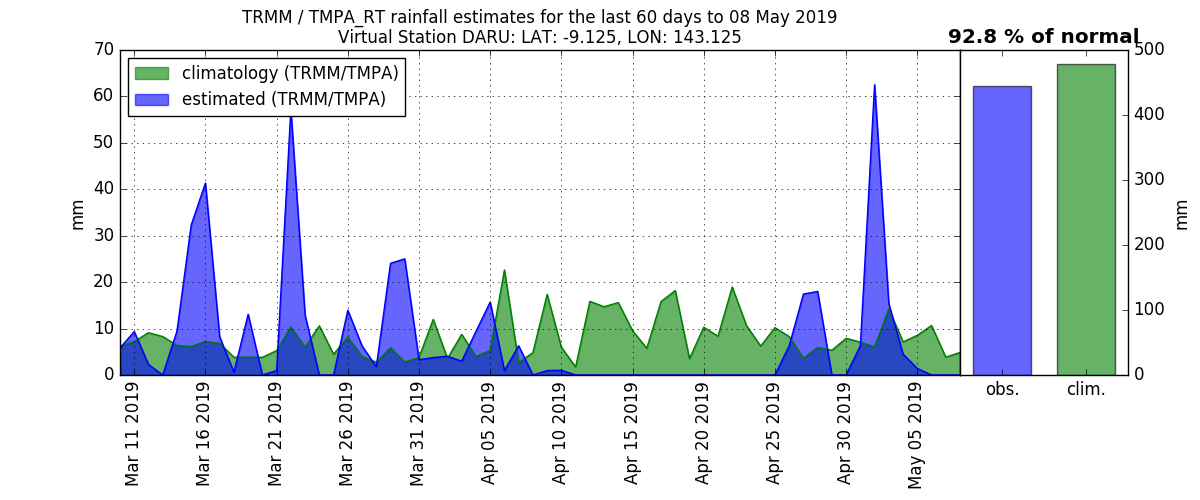 TRMM / TMPA_RT rainfall estimates for the last 60 days to 08 May 2019
Virtual Station DARU: LAT: -9.125, LON: 143.125
92.8 % of normal
climatology (TRMM/TMPA)
estimated (TRMM/TMPA)
70
60
50
40
30
20
10
0
mm
Mar 11 2019
Mar 16 2019
Mar 21 2019
Mar 26 2019
Mar 31 2019
Apr 05 2019
Apr 10 2019
Apr 15 2019
Apr 20 2019
Apr 25 2019
Apr 30 2019
May 05 2019
obs.
clim.
500
400
300
200
100
0
mm